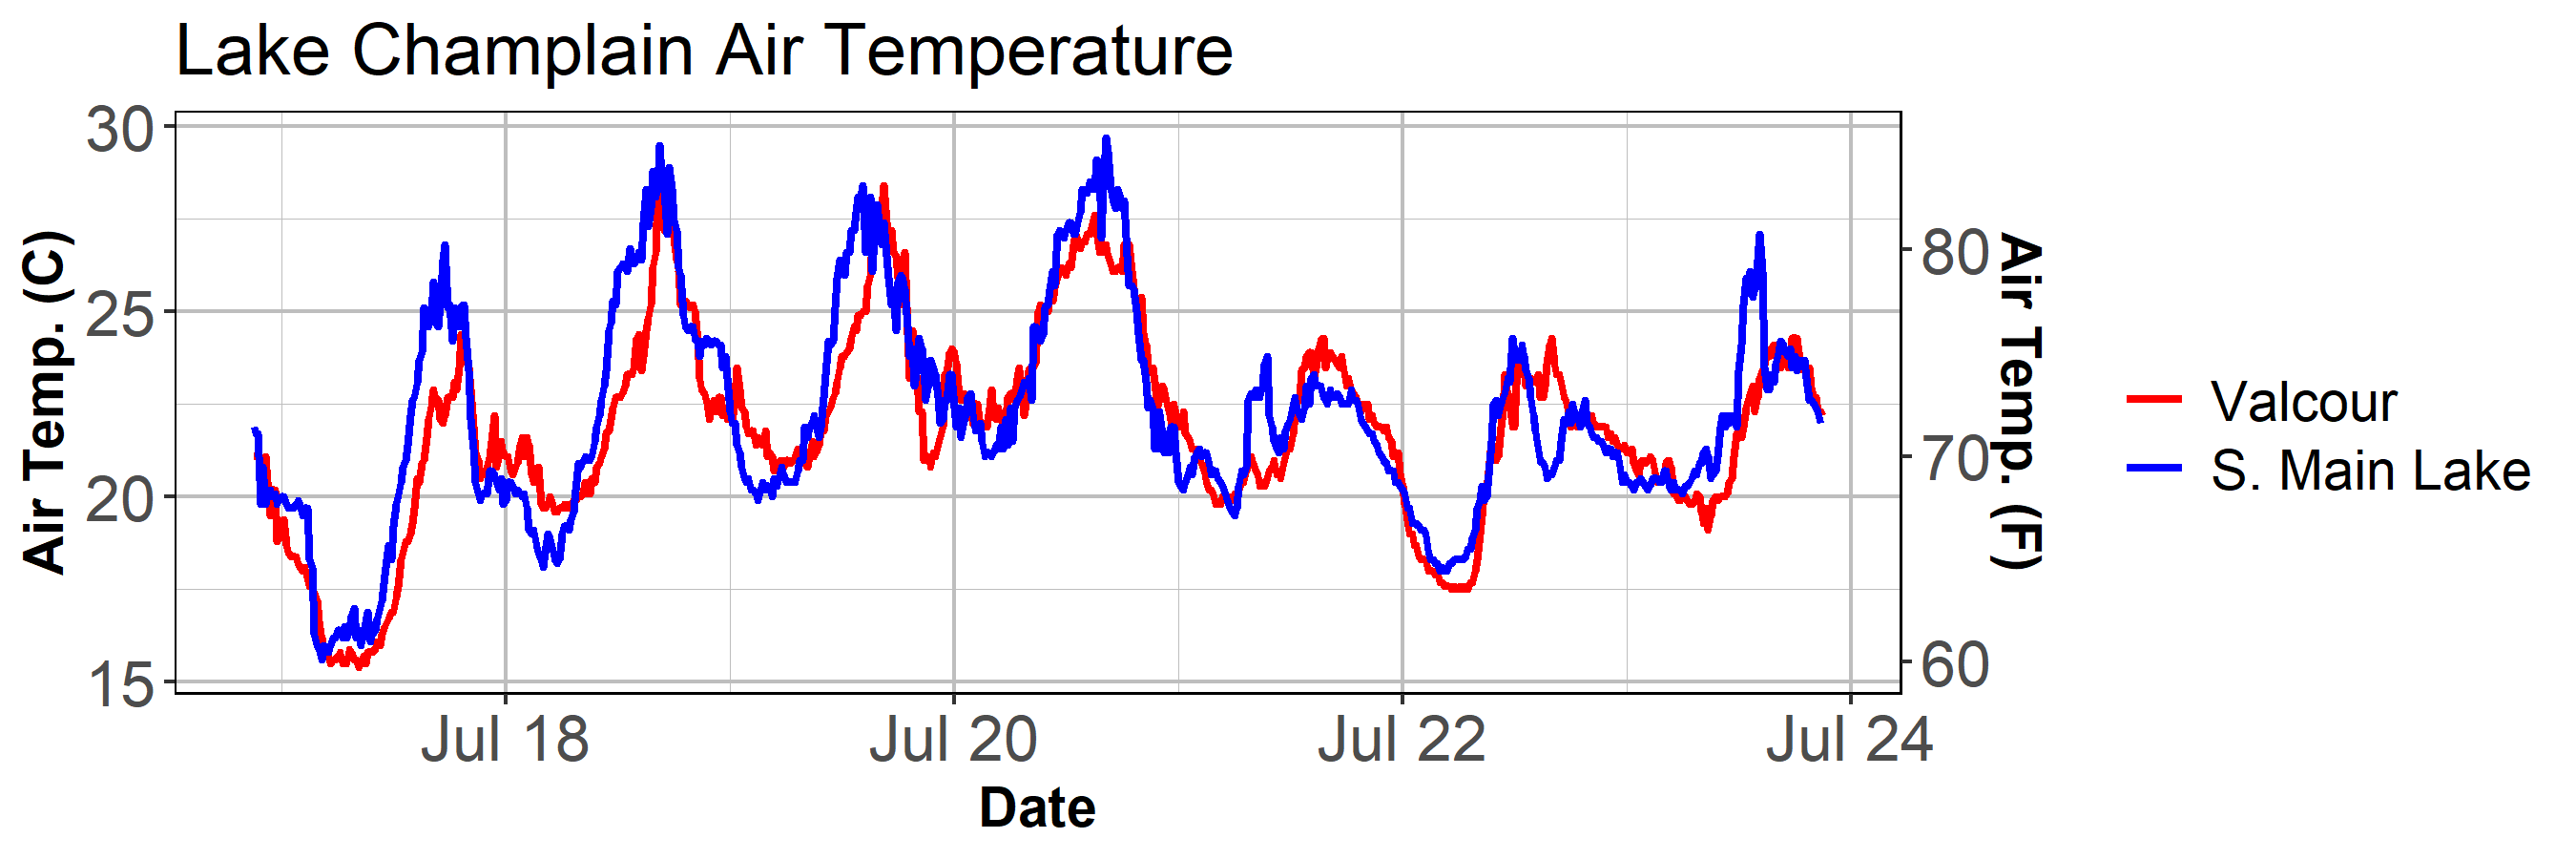 Lake Champlain Air Temperature
Air Temp. (C)
30
25
20
15
80
70
60
Air Temp. (F)
Valcour
S. Main Lake
Jul 18
Jul 20
Jul 22
Jul 24
Date